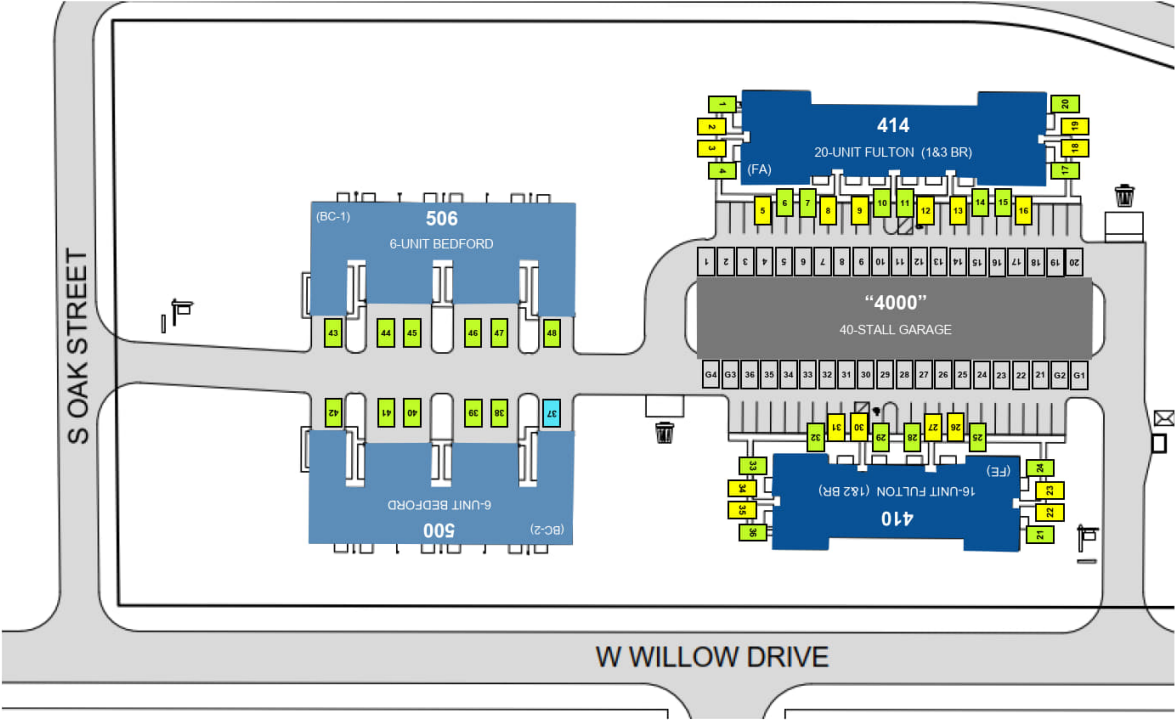 1
20
2
19
414
3
18
20-UNIT FULTON (1&3 BR)
4
(FA)
17
5
6
7
8
9
10
11
12
13
14
15
16
(BC-1)
506
6-UNIT BEDFORD
1 2 3 4 5 6 7 8 9 10 11 12 13 14 15 16 17 18 19 20
“4000”
40-STALL GARAGE
43 44 45 46 47 48
S OAK STREET
G4 G3 36 35 34 33 32 31 30 29 28 27 26 25 24 23 22 21 G2 G1
42 41 40 39 38 37
32 31 30 29 28 27 26 25
33
24
(FE)
34
23
16-UNIT FULTON (1&2 BR)
35
22
410
36
21
6-UNIT BEDFORD
500
(BC-2)
W WILLOW DRIVE